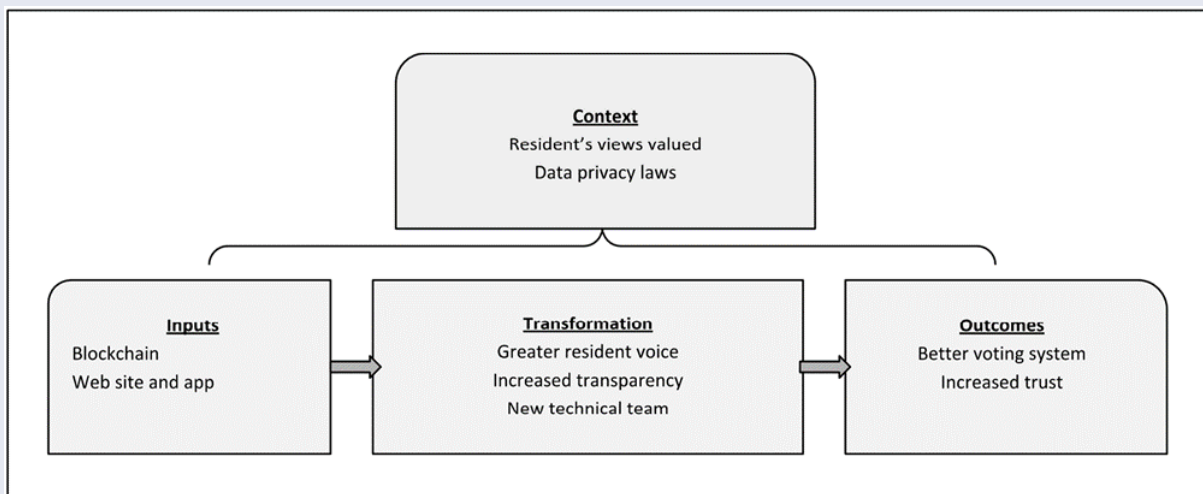 Context
Resident's views valued
Data privacy laws
Inputs
Blockchain
Web site and app
Transformation
Greater resident voice
Increased transparency
New technical team
Outcomes
Better voting system
Increased trust